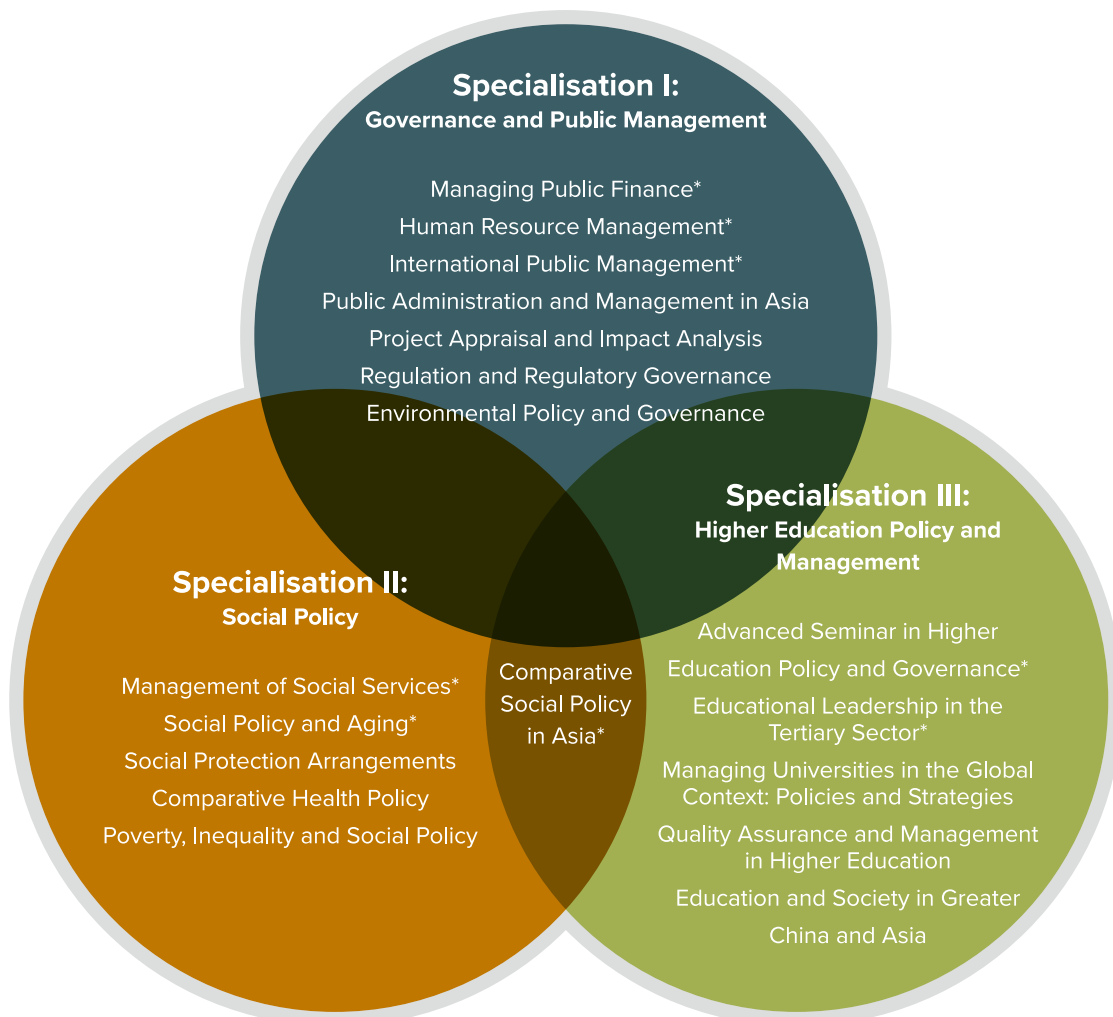 Specialisation I:
Governance and Public Management
Managing Public Finance*
Human Resource Management*
International Public Management*
Public Administration and Management in Asia
Project Appraisal and Impact Analysis
Regulation and Regulatory Governance
Environmental Policy and Governance
Specialisation II:
Social Policy
Management of Social Services*
Social Policy and Aging*
Social Protection Arrangements
Comparative Health Policy
Poverty, Inequality and Social Policy
Comparative
Social Policy
in Asia*
Specialisation III:
Higher Education Policy and
Management
Advanced Seminar in Higher
Education Policy and Governance*
Educational Leadership in the
Tertiary Sector*
Managing Universities in the Global
Context: Policies and Strategies
Quality Assurance and Management
in Higher Education
Education and Society in Greater
China and Asia